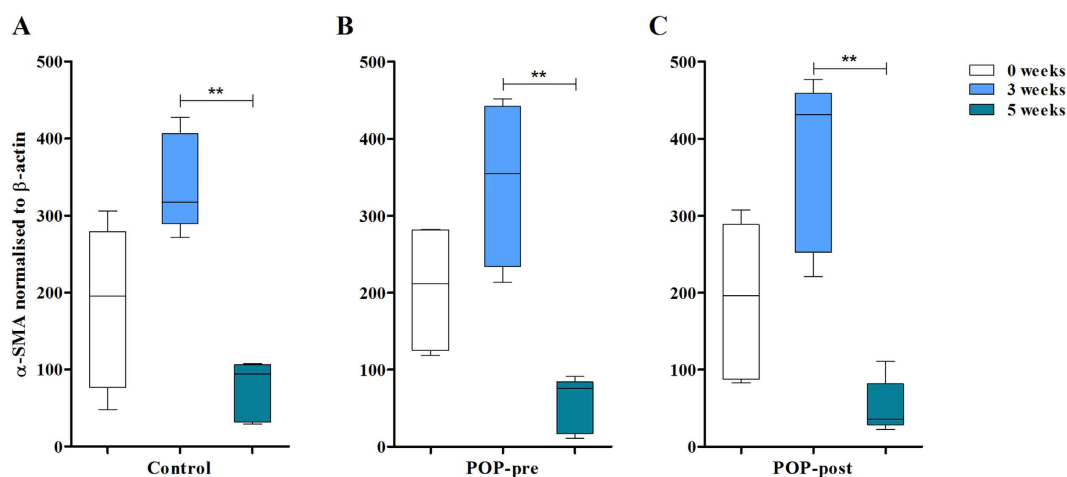 A
B
C
α-SMA normalised to β-actin
500
400
300
200
100
0
**
Control
500
400
300
200
100
0
**
POP-pre
500
400
300
200
100
0
**
POP-post
0 weeks
3 weeks
5 weeks